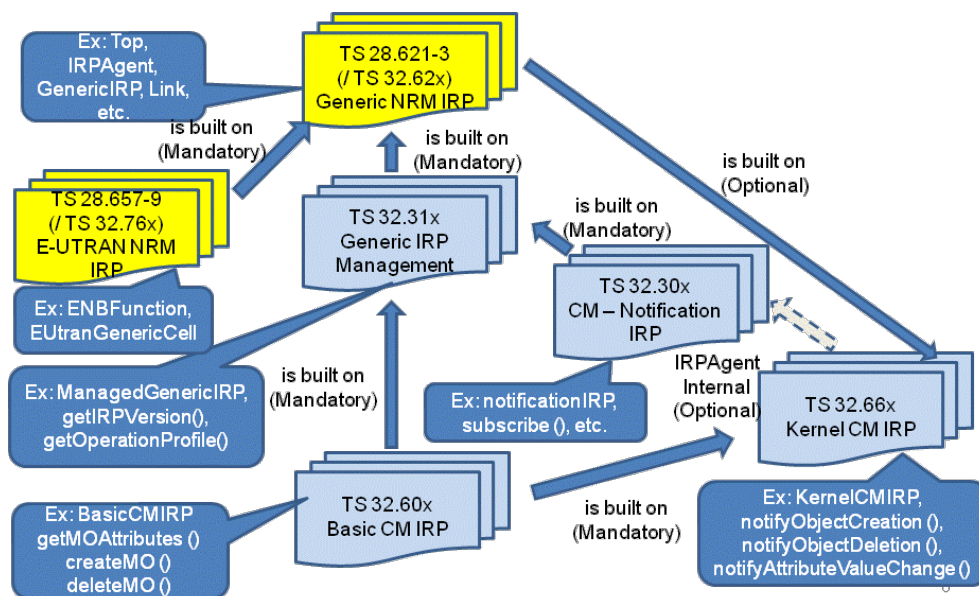 Ex: Top,
IRPAgent,
GenericIRP, Link,
etc.
TS 28.621-3
(/ TS 32.62x)
Generic NRM IRP
is built on
(Mandatory)
is built on
(Mandatory)
is built on
(Optional)
TS 28.657-9
(/ TS 32.76x)
E-UTRAN NRM
IRP
TS 32.31x
Generic IRP
Management
is built on
(Mandatory)
TS 32.30x
CM – Notification
IRP
Ex: ENBFunction,
EUtranGenericCell
IRPAgent
Internal
(Optional)
Ex: ManagedGenericIRP,
getIRPVersion(),
getOperationProfile()
is built on
(Mandatory)
Ex: notificationIRP,
subscribe (), etc.
TS 32.66x
Kernel CM IRP
TS 32.60x
Basic CM IRP
is built on
(Mandatory)
Ex: BasicCMIRP
getMOAttributes ()
createMO ()
deleteMO ()
Ex: KernelCMIRP,
notifyObjectCreation (),
notifyObjectDeletion (),
notifyAttributeValueChange ()